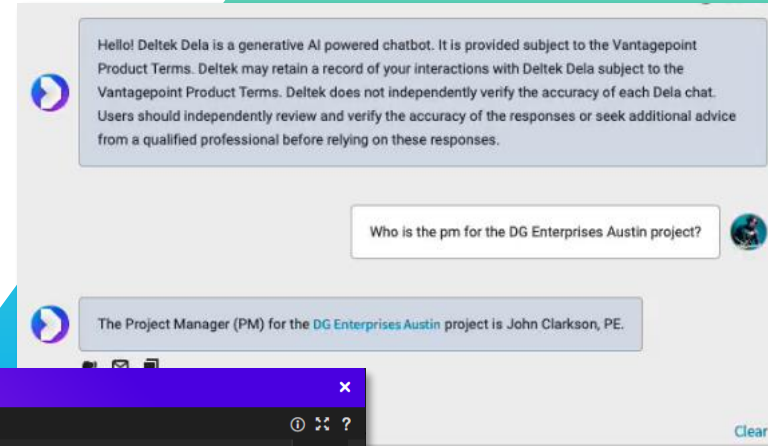 Hello! Deltek Dela is a generative AI powered chatbot. It is provided subject to the Vantagepoint
Product Terms. Deltek may retain a record of your interactions with Deltek Dela subject to the
Vantagepoint Product Terms. Deltek does not independently verify the accuracy of each Dela chat.
Users should independently review and verify the accuracy of the responses or seek additional advice
from a qualified professional before relying on these responses.
Who is the pm for the DG Enterprises Austin project?
The Project Manager (PM) for the DG Enterprises Austin project is John Clarkson, PE.
Clear